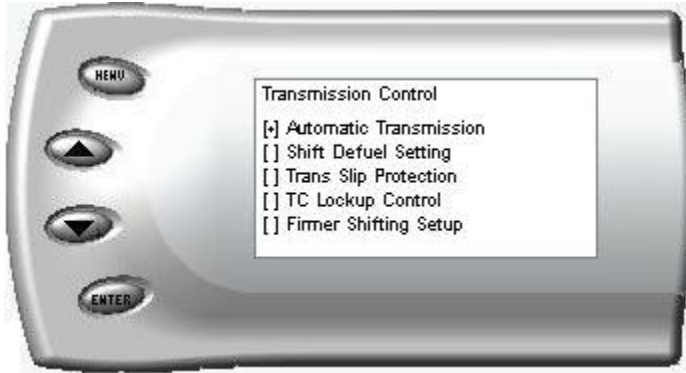 MENU
Transmission Control
[+] Automatic Transmission
[ ] Shift Defuel Setting
[ ] Trans Slip Protection
[ ] TC Lockup Control
[ ] Firmer Shifting Setup
ENTER